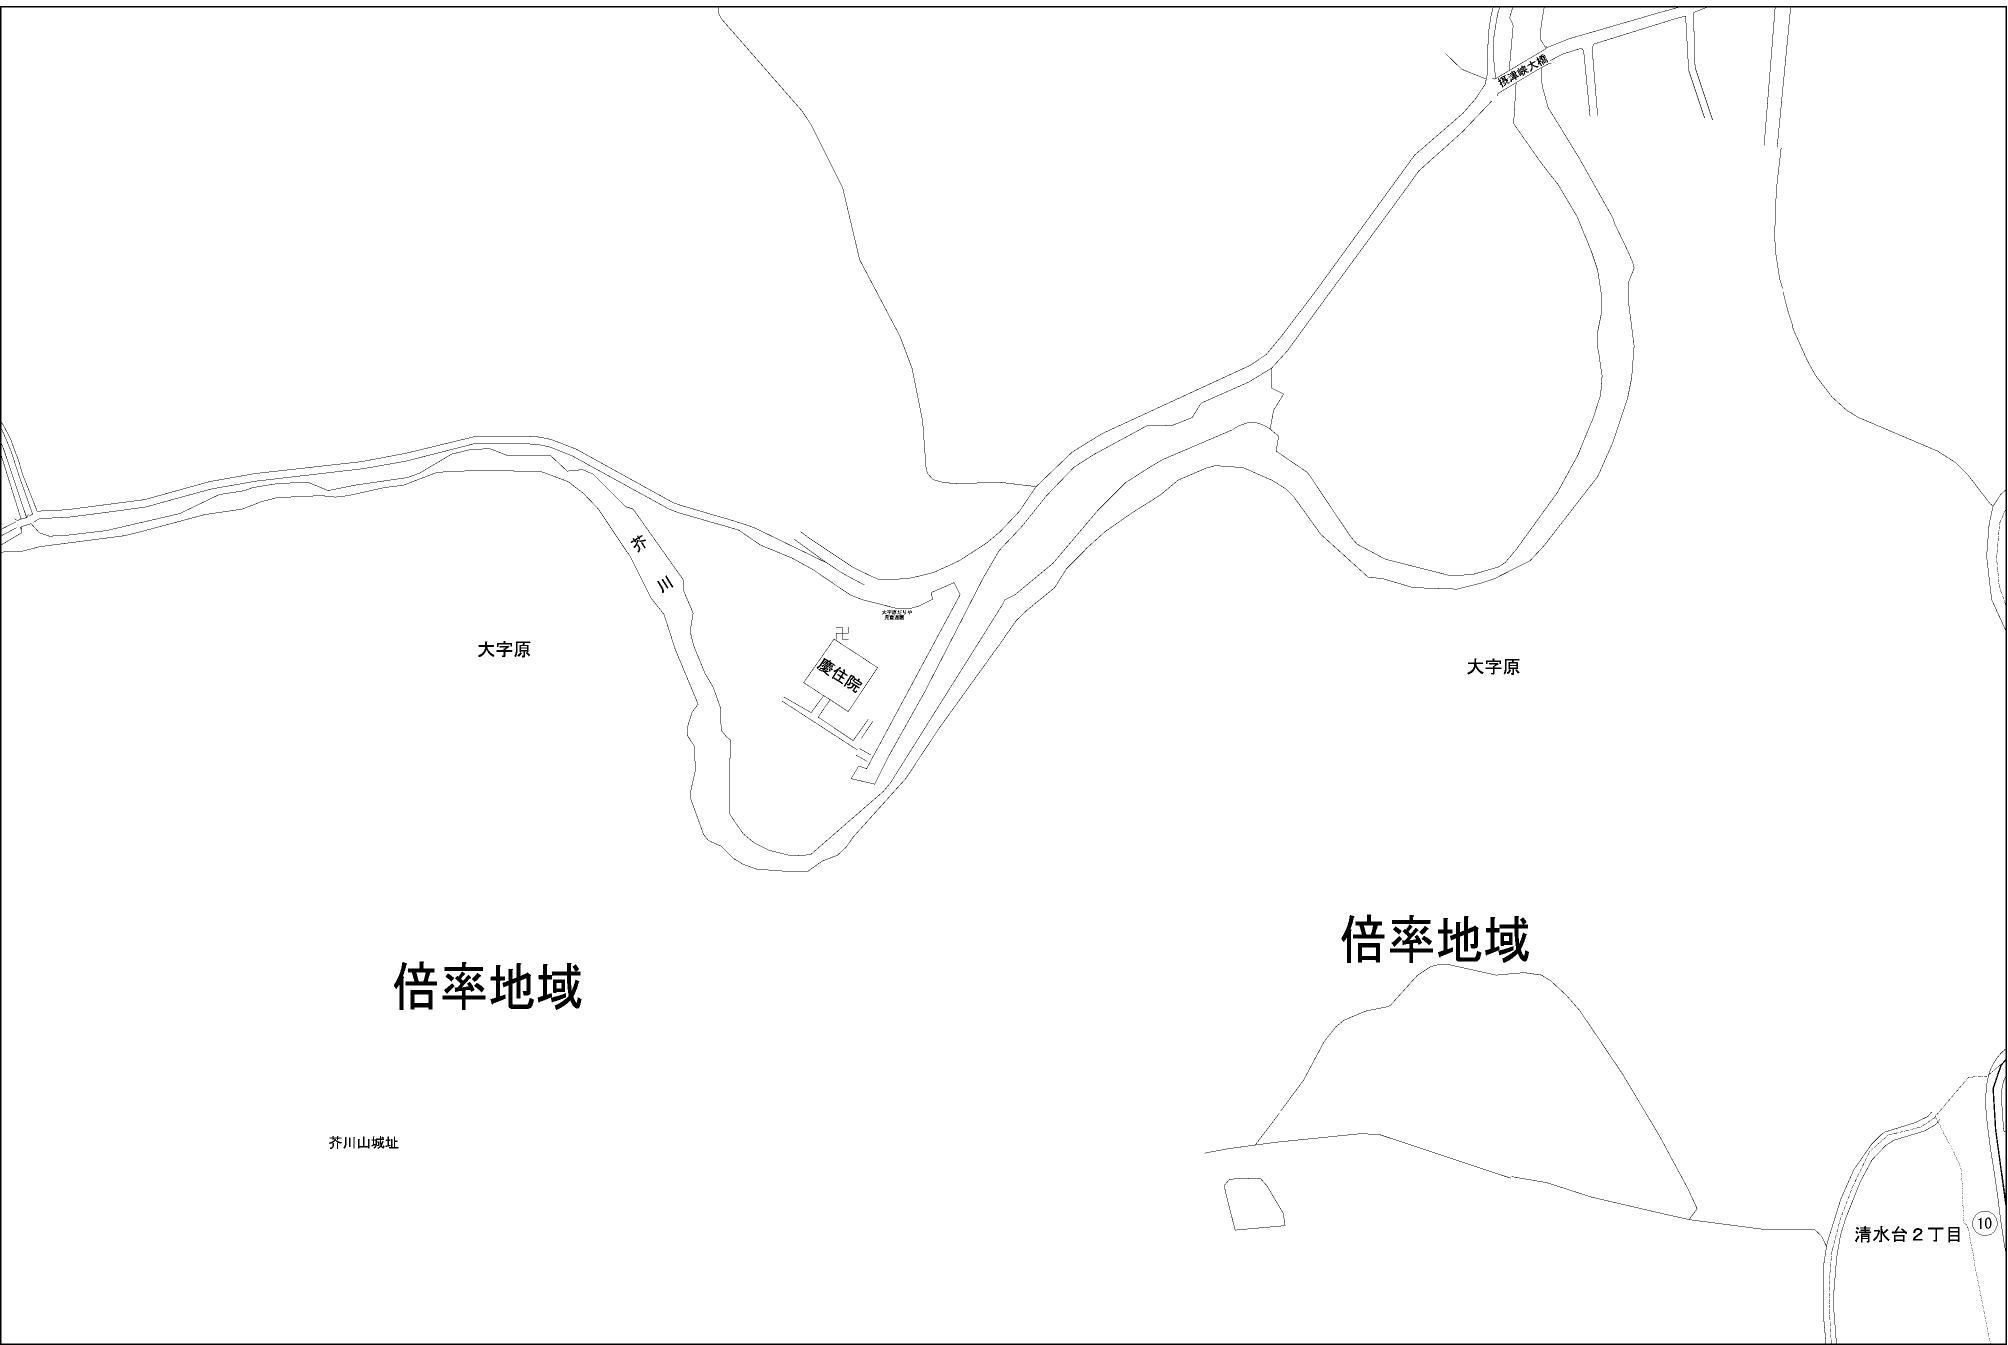 摂津峡大橋
芥川
大字原
大字原
慶住院
倍率地域
倍率地域
芥川山城址
清水台２丁目
10